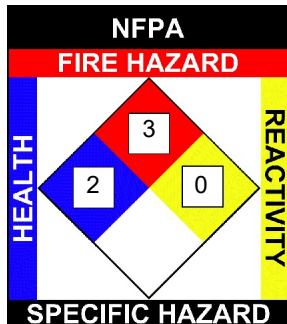 NFPA
FIRE HAZARD
HEALTH
3
2
0
REACTIVITY
SPECIFIC HAZARD